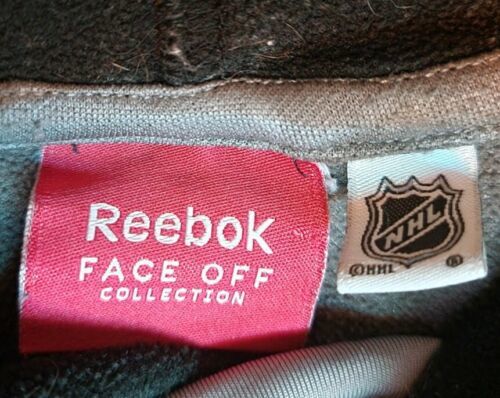 Reebok
FACE OFF
COLLECTION
NHL
©NHL ®